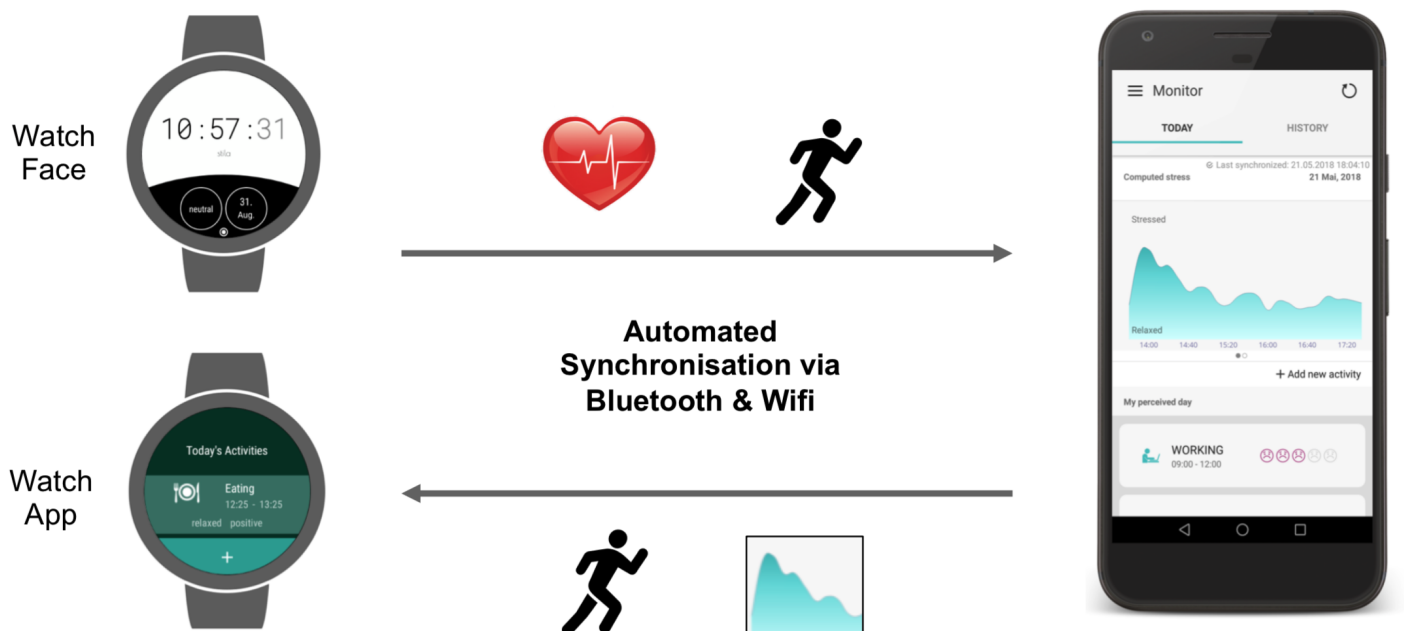 Watch
Face
10:57:31
neutral
31.
Aug.
Automated
Synchronisation via
Bluetooth & Wifi
Watch
App
Today's Activities
Eating
12:25 - 13:25
relaxed positive
+
Monitor
TODAY HISTORY
Last synchronized: 21.05.2018 18:04:10
Computed stress 21 Mai, 2018
Stressed
Relaxed
14:00 14:40 15:20 16:00 16:40 17:20
+ Add new activity
My perceived day
WORKING
09:00 - 12:00